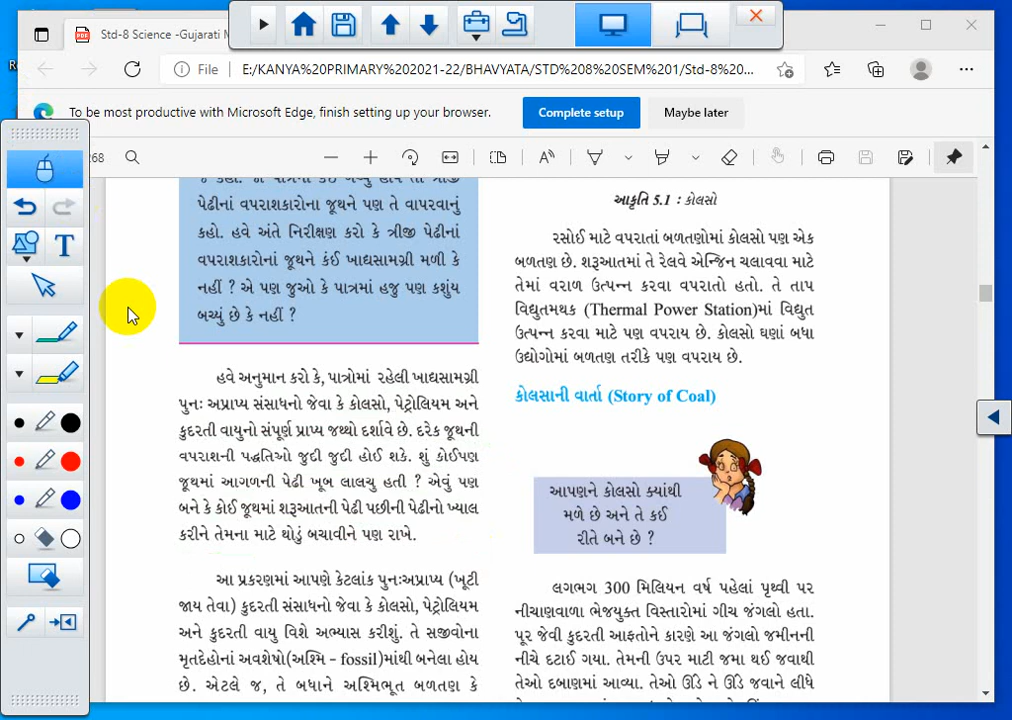 Std-8 Science -Gujarati
File
E:/KANYA%20PRIMARY%202021-22/BHAVYATA/STD%208%20SEM%201/Std-8%20...
To be most productive with Microsoft Edge, finish setting up your browser.
Complete setup
Maybe later
68
પેઢીનાં વપરાશકારોના જૂથને પણ તે વાપરવાનું
કહો. હવે અંતે નિરીક્ષણ કરો કે ત્રીજી પેઢીનાં
વપરાશકારોનાં જૂથને કંઈ ખાદ્યસામગ્રી મળી કે
નહીં ? એ પણ જુઓ કે પાત્રમાં હજુ પણ કશુંય
બચ્યું છે કે નહીં ?
હવે અનુમાન કરો કે, પાત્રોમાં રહેલી ખાદ્યસામગ્રી
પુનઃ અપ્રાપ્ય સંસાધનો જેવા કે કોલસો, પેટ્રોલિયમ અને
કુદરતી વાયુનો સંપૂર્ણ પ્રાપ્ય જથ્થો દર્શાવે છે. દરેક જૂથની
વપરાશની પદ્ધતિઓ જુદી જુદી હોઈ શકે. શું કોઈપણ
જૂથમાં આગળની પેઢી ખૂબ લાલચુ હતી ? એવું પણ
બને કે કોઈ જૂથમાં શરૂઆતની પેઢી પછીની પેઢીનો ખ્યાલ
કરીને તેમના માટે થોડું બચાવીને પણ રાખે.
આ પ્રકરણમાં આપણે કેટલાંક પુનઃઅપ્રાપ્ય (ખૂટી
જાય તેવા) કુદરતી સંસાધનો જેવા કે કોલસો, પેટ્રોલિયમ
અને કુદરતી વાયુ વિશે અભ્યાસ કરીશું. તે સજીવોના
મૃતદેહોનાં અવશેષો(અશ્મિ – fossil)માંથી બનેલા હોય
છે. એટલે જ, તે બધાને અશ્મિભૂત બળતણ કે
આકૃતિ 5.1 : કોલસો
રસોઈ માટે વપરાતાં બળતણોમાં કોલસો પણ એક
બળતણ છે. શરૂઆતમાં તે રેલવે એન્જિન ચલાવવા માટે
તેમાં વરાળ ઉત્પન્ન કરવા વપરાતો હતો. તે તાપ
વિદ્યુતમથક (Thermal Power Station)માં વિદ્યુત
ઉત્પન્ન કરવા માટે પણ વપરાય છે. કોલસો ઘણાં બધા
ઉદ્યોગોમાં બળતણ તરીકે પણ વપરાય છે.
કોલસાની વાર્તા (Story of Coal)
આપણને કોલસો ક્યાંથી
મળે છે અને તે કઈ
રીતે બને છે ?
લગભગ 300 મિલિયન વર્ષ પહેલાં પૃથ્વી પર
નીચાણવાળા ભેજયુક્ત વિસ્તારોમાં ગીચ જંગલો હતા.
પૂર જેવી કુદરતી આફતોને કારણે આ જંગલો જમીનની
નીચે દટાઈ ગયા. તેમની ઉપર માટી જમા થઈ જવાથી
તેઓ દબાણમાં આવ્યા. તેઓ ઊંડે ને ઊંડે જવાને લીધે